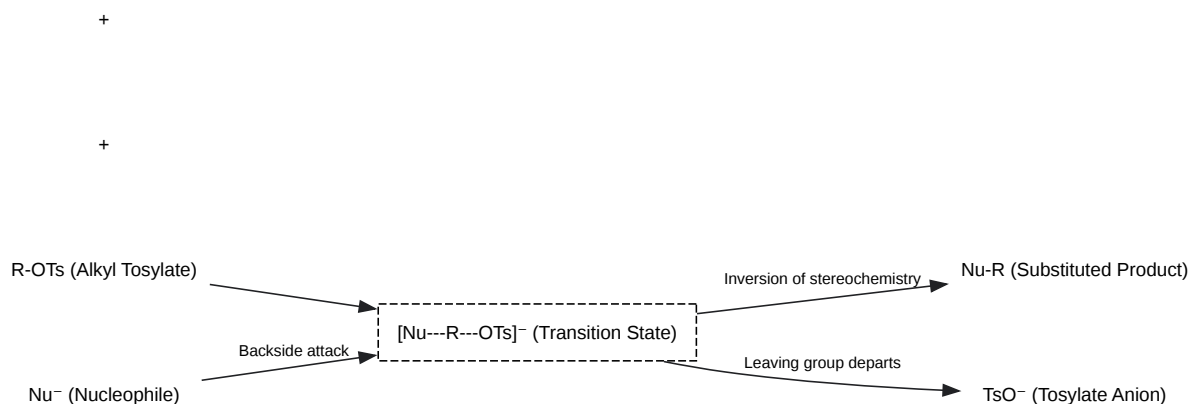 +
+
R-OTs (Alkyl Tosylate)
Nu⁻ (Nucleophile)
Backside attack
[Nu---R---OTs]⁻ (Transition State)
Inversion of stereochemistry
Leaving group departs
Nu-R (Substituted Product)
TsO⁻ (Tosylate Anion)